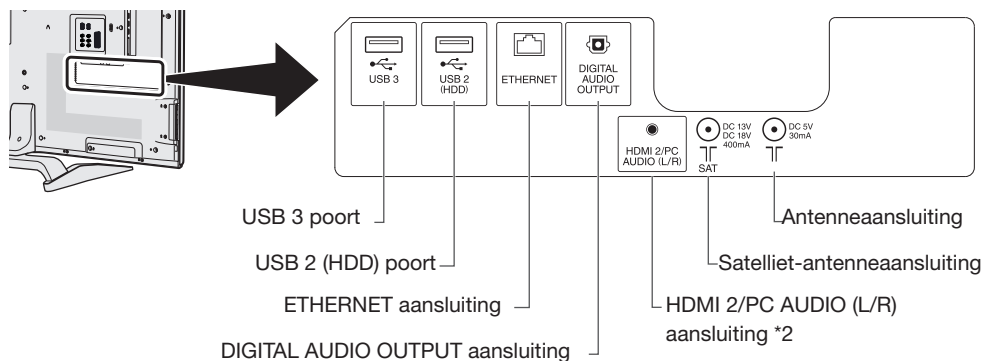 USB 3
USB 2
(HDD)
ETHERNET
DIGITAL
AUDIO
OUTPUT
HDMI 2/PC
AUDIO (L/R)
DC 13V
DC 18V
400mA
SAT
DC 5V
30mA
USB 3 poort
Antenneaansluiting
USB 2 (HDD) poort
Satelliet-antenneaansluiting
ETHERNET aansluiting
HDMI 2/PC AUDIO (L/R)
aansluiting *2
DIGITAL AUDIO OUTPUT aansluiting